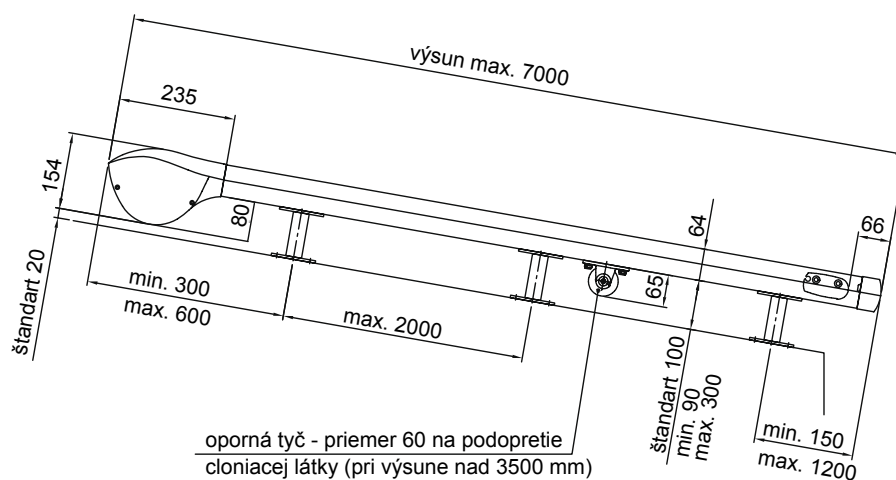 výsun max. 7000
235
154
80
štandart 20
min. 300
max. 600
max. 2000
64
66
65
štandart 100
min. 90
max. 300
min. 150
max. 1200
oporná tyč - priemer 60 na podopretie
cloniacej látky (pri výsune nad 3500 mm)